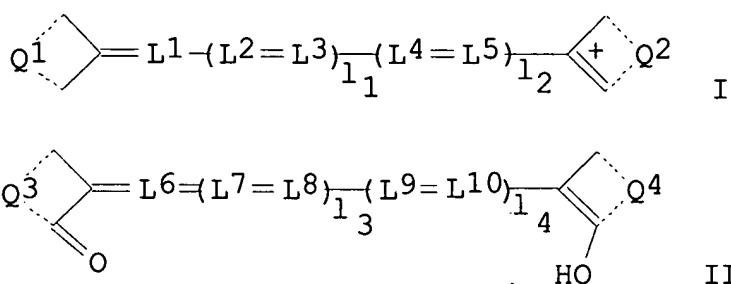 Q1 = L1-(L2=L3)l1-(L4=L5)l2 + Q2
I
Q3 = L6=(L7=L8)l3-(L9=L10)l4 Q4
O HO II